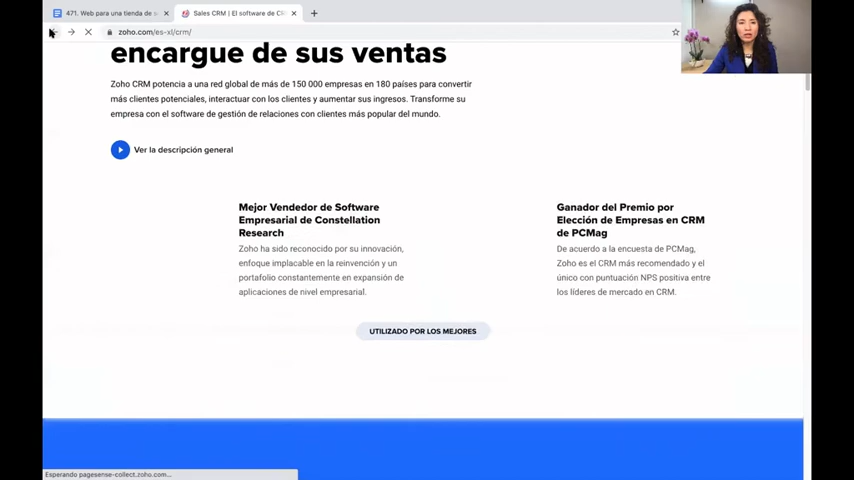 471. Web para una tienda de s
Sales CRM | El software de CR
zoho.com/es-xl/crm/
encargue de sus ventas
Zoho CRM potencia a una red global de más de 150 000 empresas en 180 países para convertir
más clientes potenciales, interactuar con los clientes y aumentar sus ingresos. Transforme su
empresa con el software de gestión de relaciones con clientes más popular del mundo.
Ver la descripción general
Mejor Vendedor de Software
Empresarial de Constellation
Research
Zoho ha sido reconocido por su innovación,
enfoque implacable en la reinvención y un
portafolio constantemente en expansión de
aplicaciones de nivel empresarial.
Ganador del Premio por
Elección de Empresas en CRM
de PCMag
De acuerdo a la encuesta de PCMag,
Zoho es el CRM más recomendado y el
único con puntuación NPS positiva entre
los líderes de mercado en CRM.
UTILIZADO POR LOS MEJORES
Esperando pagesense-collect.zoho.com...